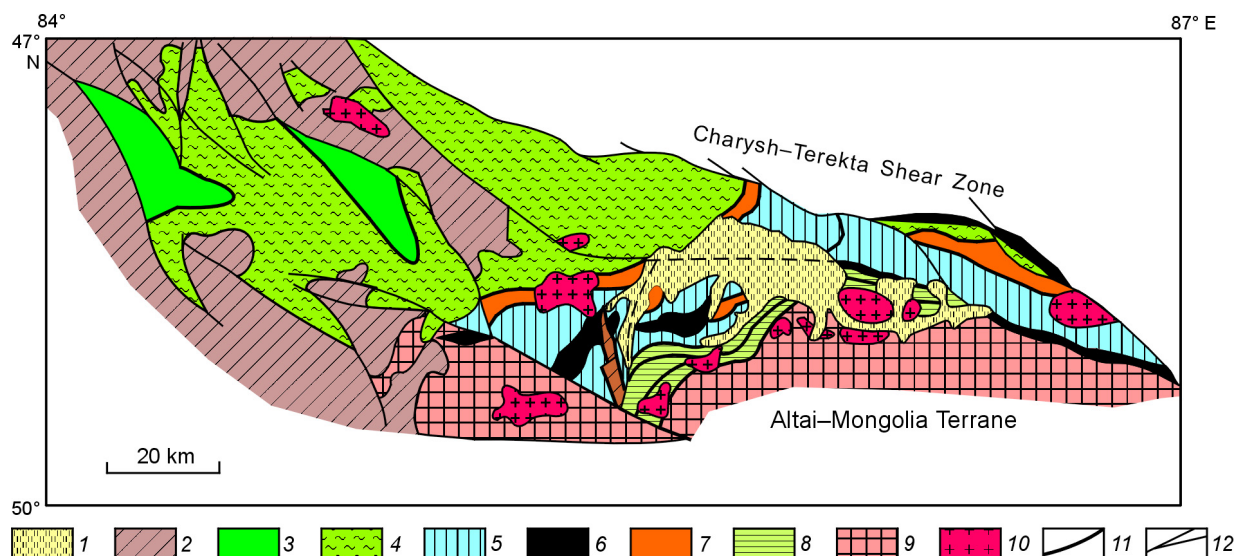 84°
87° E
47°
N
Charysh–Terekta Shear Zone
Altai–Mongolia Terrane
20 km
50°
1 2 3 4 5 6 7 8 9 10 11 12